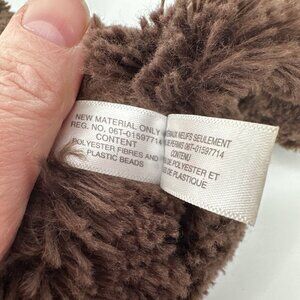 NEW MATERIAL ONLY
REG. NO. 06T-01597714
CONTENT
POLYESTER FIBRES AND
PLASTIC BEADS
NEUFS SEULEMENT
PERMIS 06T-01597714
CONTENU
DE POLYESTER ET
DE PLASTIQUE